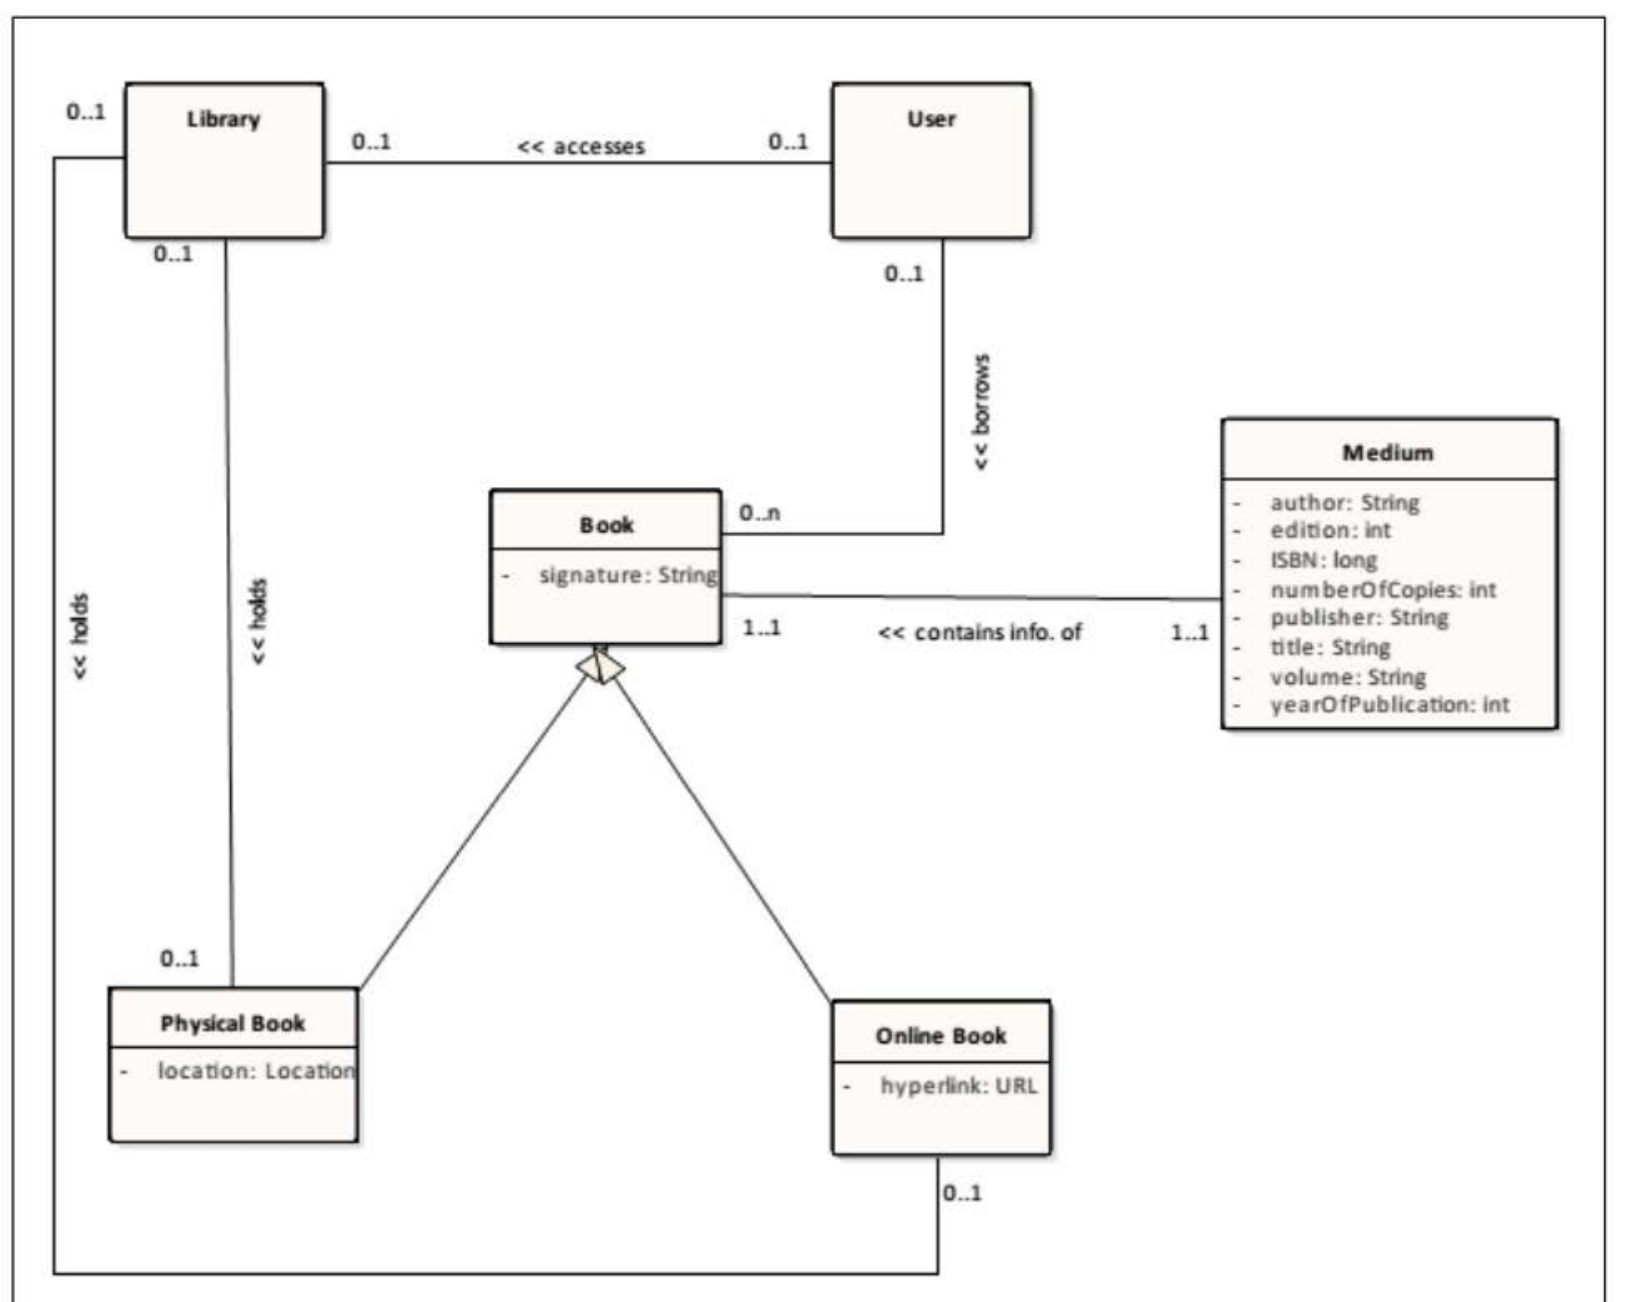 0..1
Library
0..1
<< accesses
0..1
User
0..1
0..1
<< borrows
Medium
- author: String
- edition: int
- ISBN: long
- numberOfCopies: int
- publisher: String
- title: String
- volume: String
- yearOfPublication: int
Book
- signature: String
0..n
1..1
<< contains info. of
1..1
<< holds
<< holds
0..1
Physical Book
- location: Location
Online Book
- hyperlink: URL
0..1